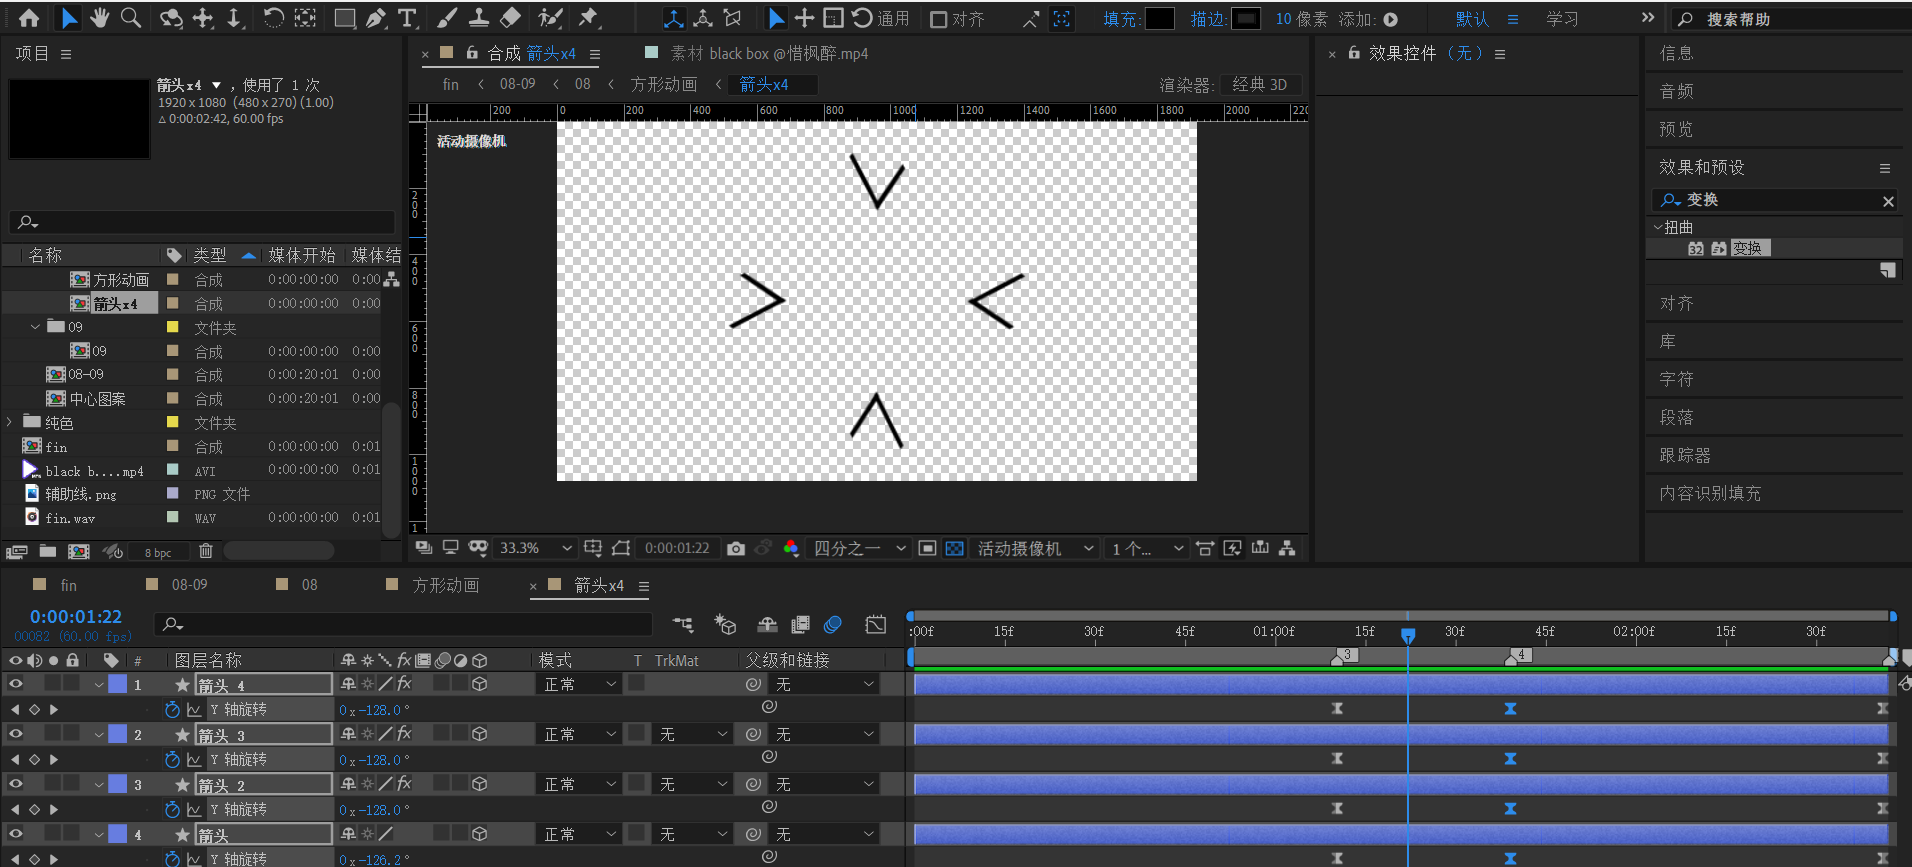 通用
对齐
填充:
描边:
10 像素
添加:
默认
学习
搜索帮助
项目
箭头x4 ▼ , 使用了 1 次
1920 x 1080 (480 x 270) (1.00)
△ 0:00:02:42, 60.00 fps
名称
类型
媒体开始
媒体结
方形动画
合成
0:00:00:00
0:00
箭头x4
合成
0:00:00:00
0:00
09
文件夹
09
合成
0:00:00:00
0:00
08-09
合成
0:00:20:01
0:00
中心图案
合成
0:00:20:01
0:00
纯色
文件夹
fin
合成
0:00:00:00
0:01
black b....mp4
AVI
0:00:00:00
0:01
辅助线.png
PNG 文件
fin.wav
WAV
0:00:00:00
0:01
8 bpc
合成 箭头x4
素材 black box @惜枫醉.mp4
fin
08-09
08
方形动画
箭头x4
渲染器:
经典 3D
200
0
200
400
600
800
1000
1200
1400
1600
1800
2000
220
200
400
600
800
1000
1
活动摄像机
33.3%
0:00:01:22
四分之一
活动摄像机
1 个...
效果控件 (无)
信息
音频
预览
效果和预设
变换
扭曲
32
变换
对齐
库
字符
段落
跟踪器
内容识别填充
fin
08-09
08
方形动画
箭头x4
0:00:01:22
00082 (60.00 fps)
:00f
15f
30f
45f
01:00f
15f
30f
45f
02:00f
15f
30f
#
图层名称
fx
模式
T TrkMat
父级和链接
3
4
1
箭头 4
fx
正常
无
Y 轴旋转
0x-128.0°
2
箭头 3
fx
正常
无
无
Y 轴旋转
0x-128.0°
3
箭头 2
fx
正常
无
无
Y 轴旋转
0x-128.0°
4
箭头
正常
无
无
Y 轴旋转
0x-126.2°